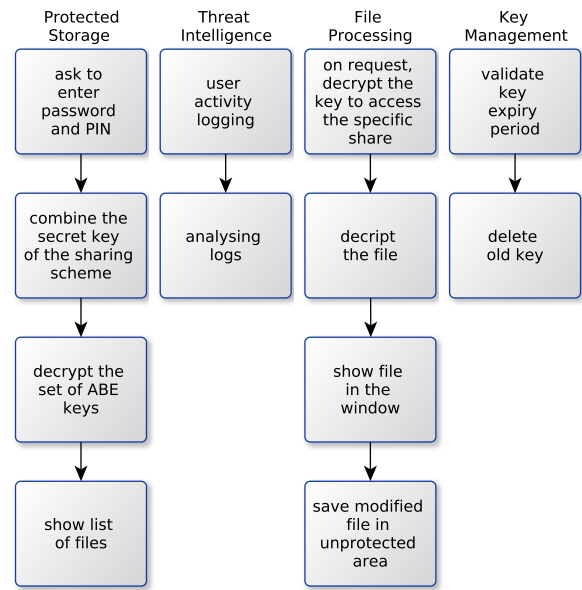 Protected
Storage
Threat
Intelligence
File
Processing
Key
Management
ask to
enter
password
and PIN
user
activity
logging
on request,
decrypt the
key to access
the specific
share
validate
key
expiry
period
combine the
secret key
of the sharing
scheme
analysing
logs
decript
the file
delete
old key
decrypt the
set of ABE
keys
show file
in the
window
show list
of files
save modified
file in
unprotected
area